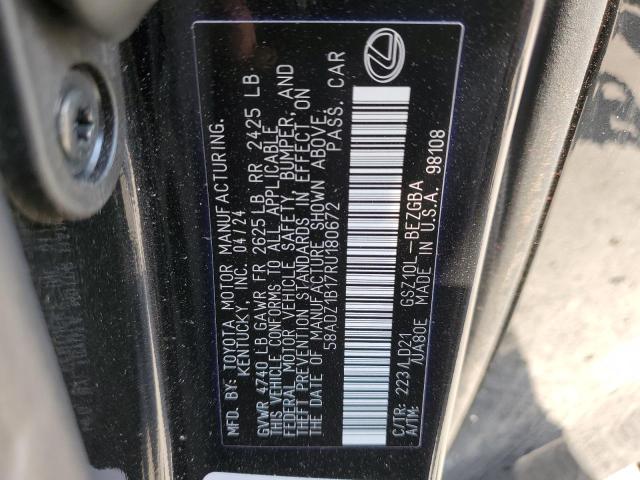 MFD. BY: TOYOTA MOTOR MANUFACTURING.
KENTUCKY, INC. 04/24
GVWR 4740 LB GAWR FR 2625LB RR 2425 LB
THIS VEHICLE CONFORMS TO ALL APPLICABLE
FEDERAL MOTOR VEHICLE SAFETY, BUMPER, AND
THEFT PREVENTION STANDARDS IN EFFECT ON
THE DATE OF MANUFACTURE SHOWN ABOVE.
58ADZ1B17RU180672 PASS. CAR
C/TR: 223/LD21 GSZ10L-BEZGBA
A/TM: /UA80E MADE IN U.S.A. 98108